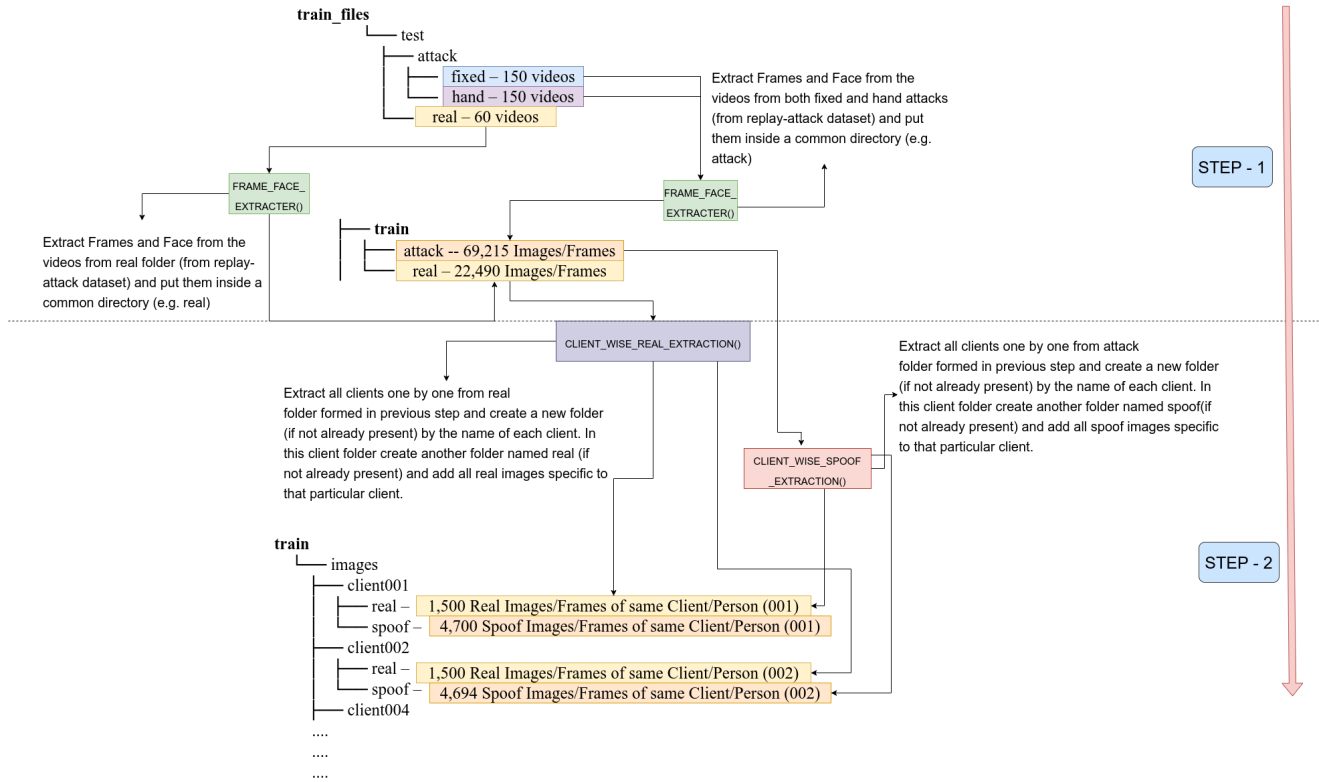 train_files
test
attack
fixed – 150 videos
hand – 150 videos
real – 60 videos
Extract Frames and Face from the
videos from both fixed and hand attacks
(from replay-attack dataset) and put
them inside a common directory (e.g.
attack)
STEP - 1
FRAME_FACE_
EXTRACTER()
FRAME_FACE_
EXTRACTER()
Extract Frames and Face from the
videos from real folder (from replay-
attack dataset) and put them inside a
common directory (e.g. real)
train
attack -- 69,215 Images/Frames
real – 22,490 Images/Frames
CLIENT_WISE_REAL_EXTRACTION()
Extract all clients one by one from real
folder formed in previous step and create a new folder
(if not already present) by the name of each client. In
this client folder create another folder named real (if
not already present) and add all real images specific to
that particular client.
Extract all clients one by one from attack
folder formed in previous step and create a new folder
(if not already present) by the name of each client. In
this client folder create another folder named spoof(if
not already present) and add all spoof images specific
to that particular client.
CLIENT_WISE_SPOOF
_EXTRACTION()
STEP - 2
train
images
client001
real – 1,500 Real Images/Frames of same Client/Person (001)
spoof – 4,700 Spoof Images/Frames of same Client/Person (001)
client002
real – 1,500 Real Images/Frames of same Client/Person (002)
spoof – 4,694 Spoof Images/Frames of same Client/Person (002)
client004
....
....
....